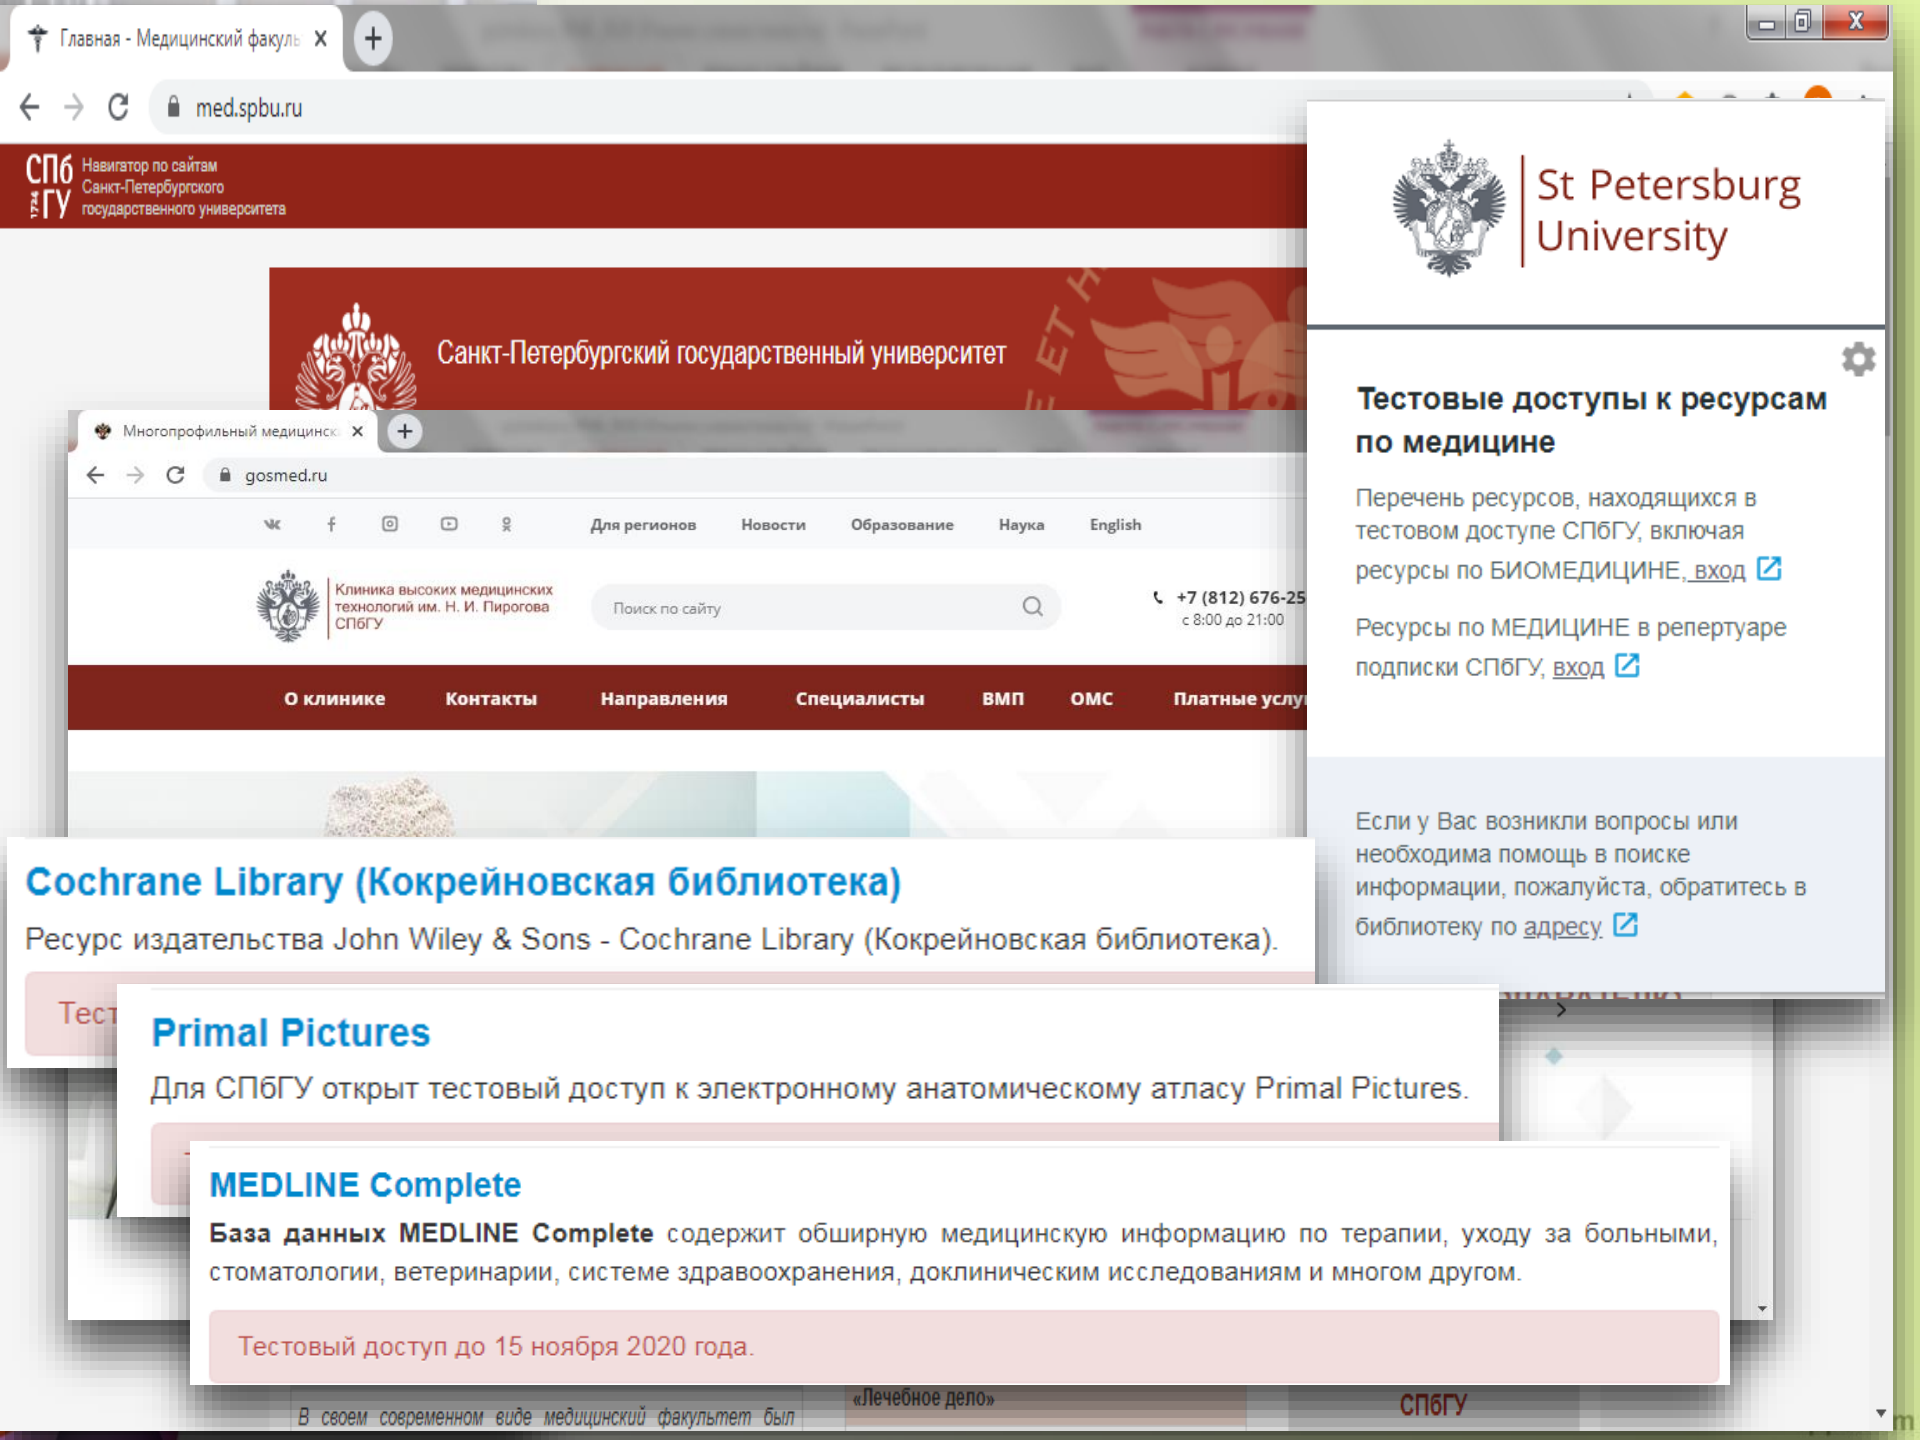 Главная - Медицинский факуль
med.spbu.ru
СПб
ГУ
1724
Навигатор по сайтам
Санкт-Петербургского
государственного университета
Санкт-Петербургский государственный университет
St Petersburg
University
Тестовые доступы к ресурсам
по медицине
Перечень ресурсов, находящихся в
тестовом доступе СПбГУ, включая
ресурсы по БИОМЕДИЦИНЕ, вход
Ресурсы по МЕДИЦИНЕ в репертуаре
подписки СПбГУ, вход
Если у Вас возникли вопросы или
необходима помощь в поиске
информации, пожалуйста, обратитесь в
библиотеку по адресу
Многопрофильный медицинск
gosmed.ru
Для регионов Новости Образование Наука English
Клиника высоких медицинских
технологий им. Н. И. Пирогова
СПбГУ
Поиск по сайту
+7 (812) 676-25
с 8:00 до 21:00
О клинике Контакты Направления Специалисты ВМП ОМС Платные услу
Cochrane Library (Кокрейновская библиотека)
Ресурс издательства John Wiley & Sons - Cochrane Library (Кокрейновская библиотека).
Тест
Primal Pictures
Для СПбГУ открыт тестовый доступ к электронному анатомическому атласу Primal Pictures.
MEDLINE Complete
База данных MEDLINE Complete содержит обширную медицинскую информацию по терапии, уходу за больными,
стоматологии, ветеринарии, системе здравоохранения, доклиническим исследованиям и многом другом.
Тестовый доступ до 15 ноября 2020 года.
В своем современном виде медицинский факультет был
«Лечебное дело»
СПбГУ